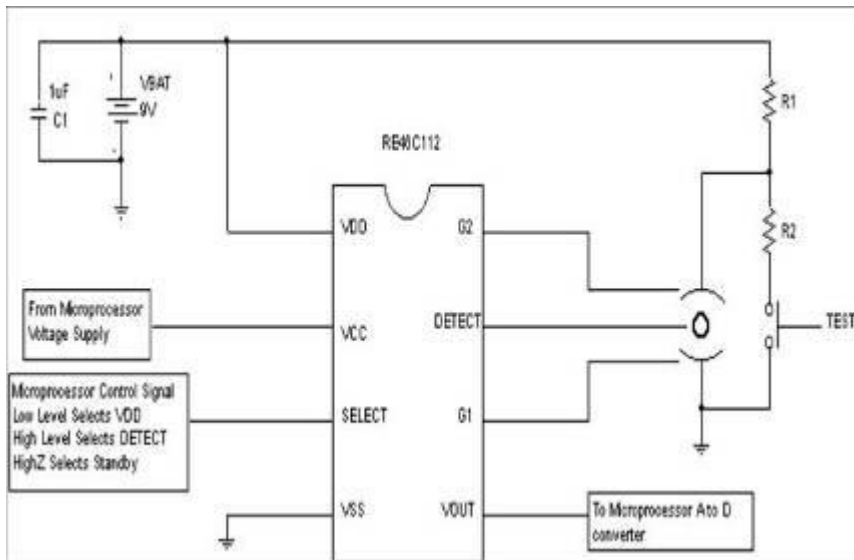 1uF
C1
VBAT
9V
RE46C112
R1
R2
VDD
G2
From Microprocessor
Voltage Supply
VCC
DETECT
TEST
Microprocessor Control Signal
Low Level Selects VDD
High Level Selects DETECT
HighZ Selects Standby
SELECT
G1
VSS
VOUT
To Microprocessor A to D
converter